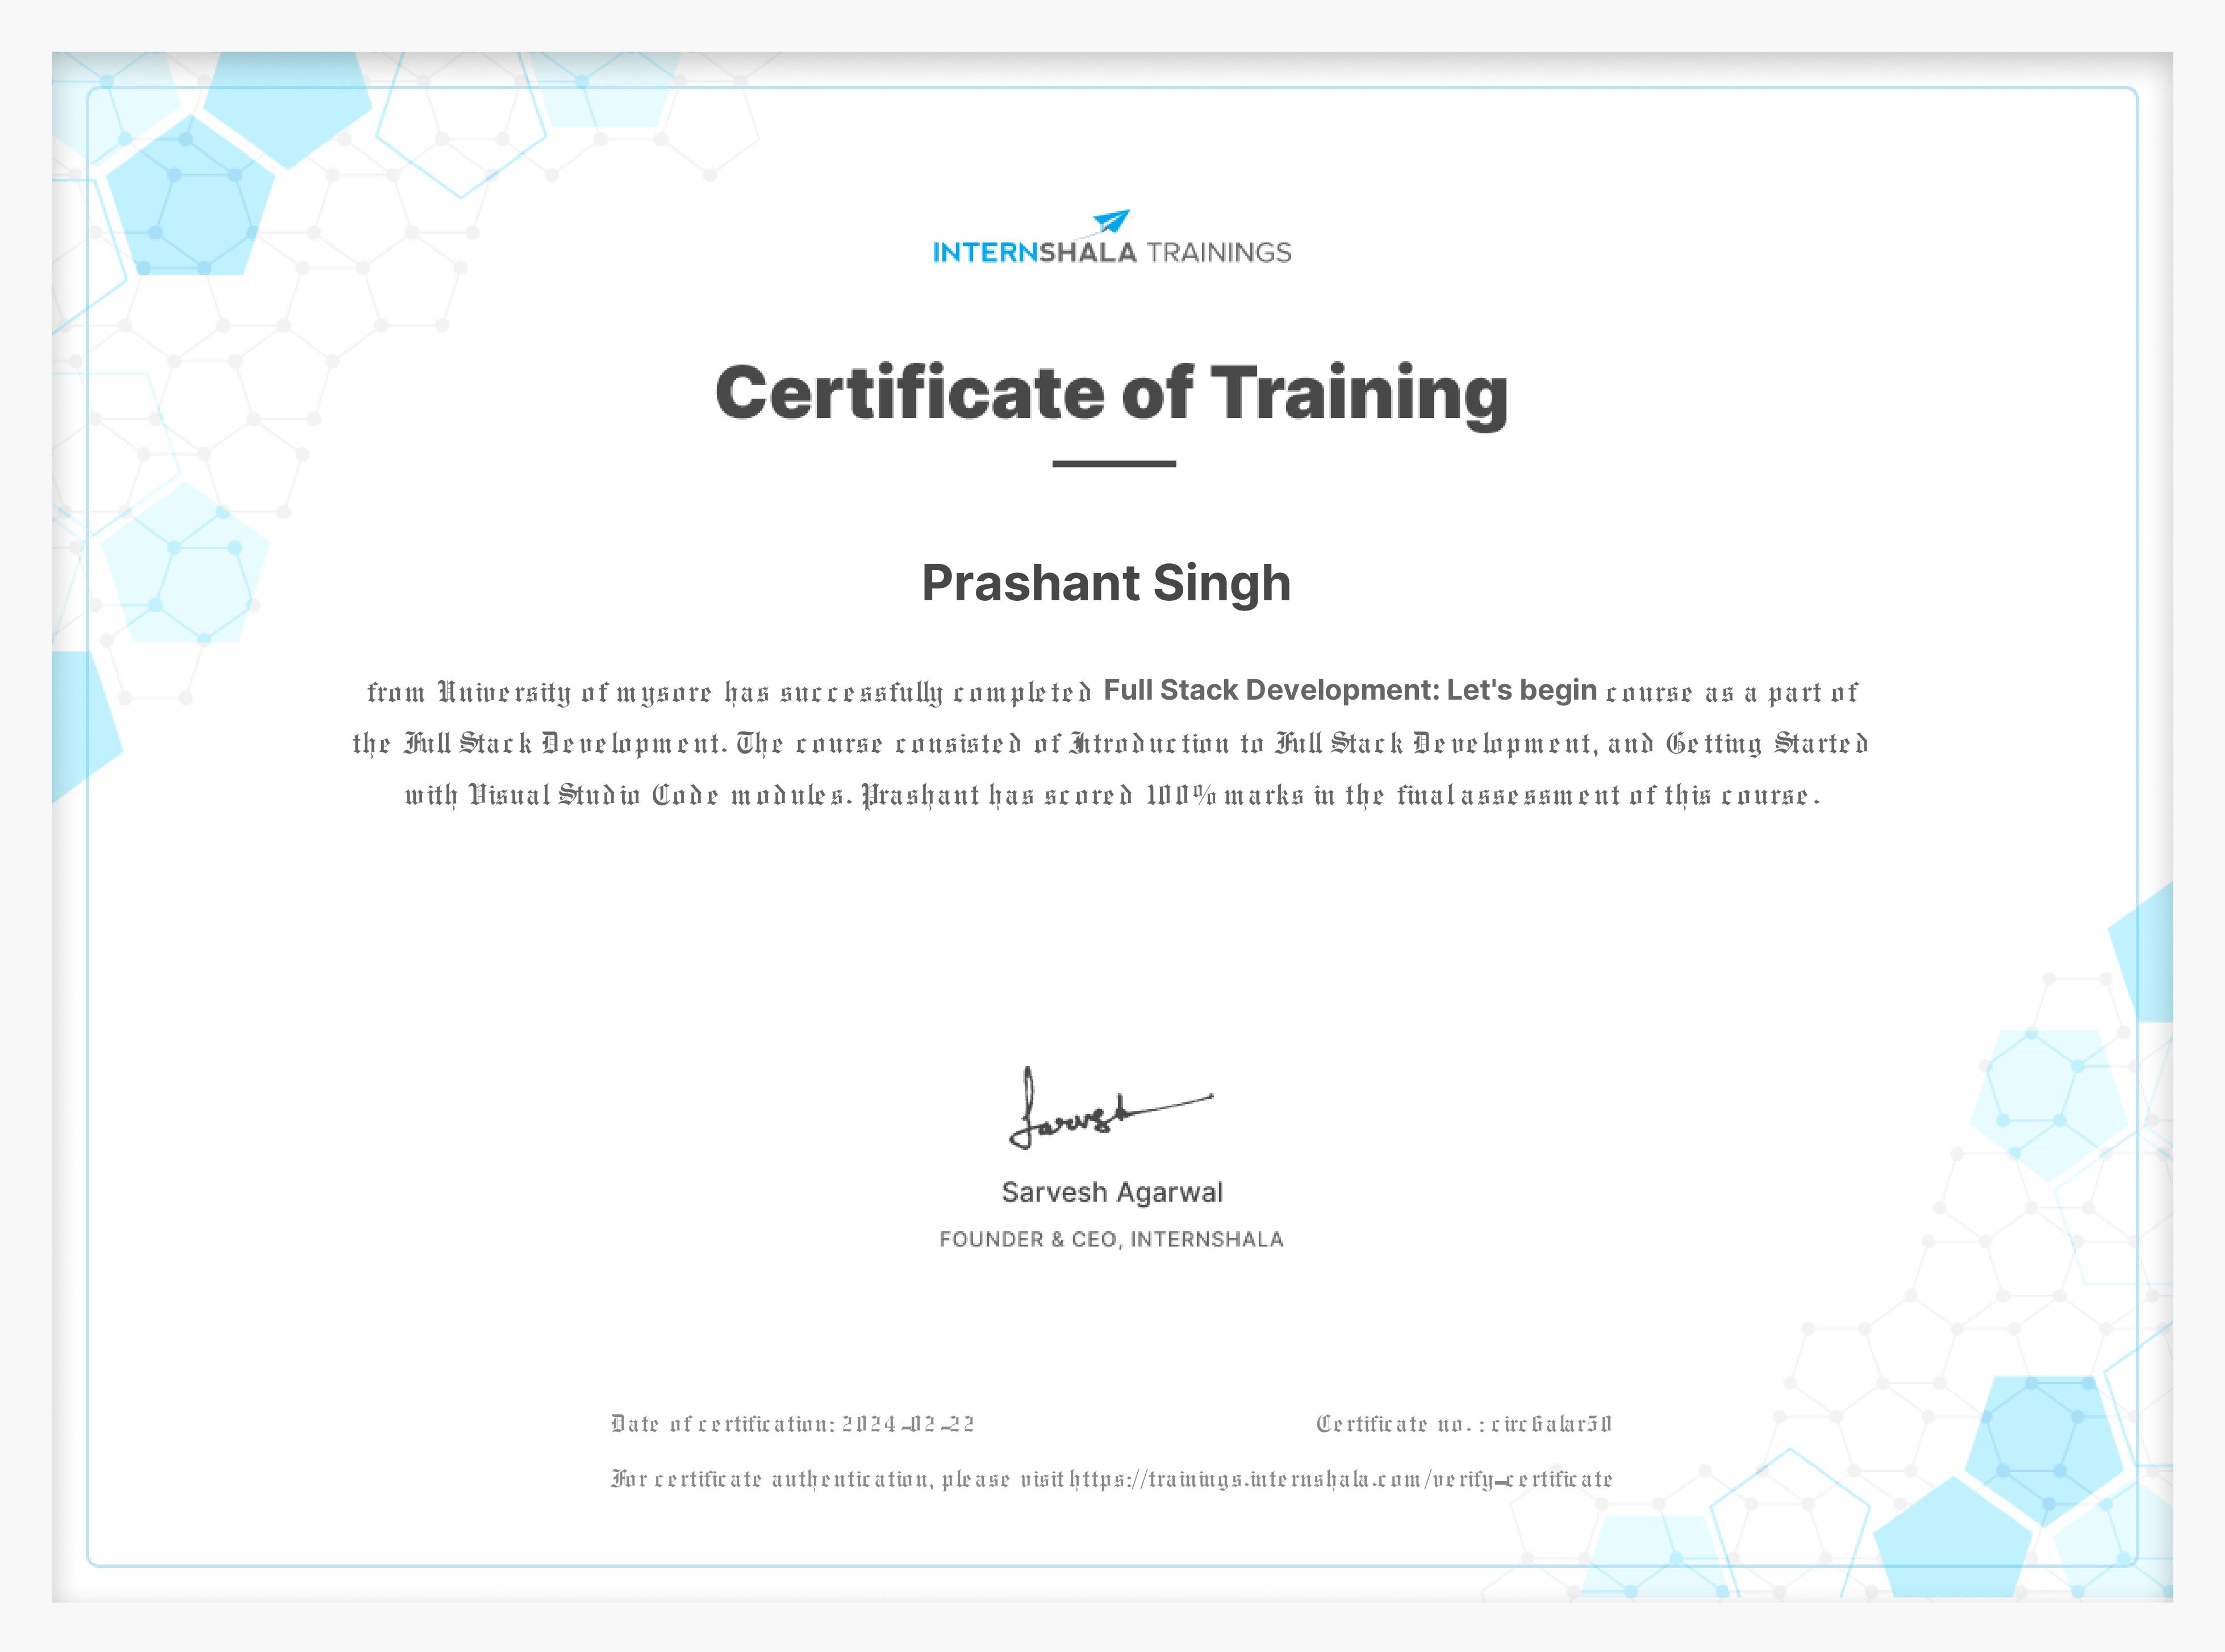 INTERNSHALA TRAININGS
Certificate of Training
Prashant Singh
from University of mysore has successfully completed Full Stack Development: Let's begin course as a part of
the Full Stack Development. The course consisted of Introduction to Full Stack Development, and Getting Started
with Visual Studio Code modules. Prashant has scored 100% marks in the final assessment of this course.
Sarvesh Agarwal
FOUNDER & CEO, INTERNSHALA
Date of certification: 2024-02-22
Certificate no. :
For certificate authentication, please visit https://trainings.internshala.com/verify_certificate